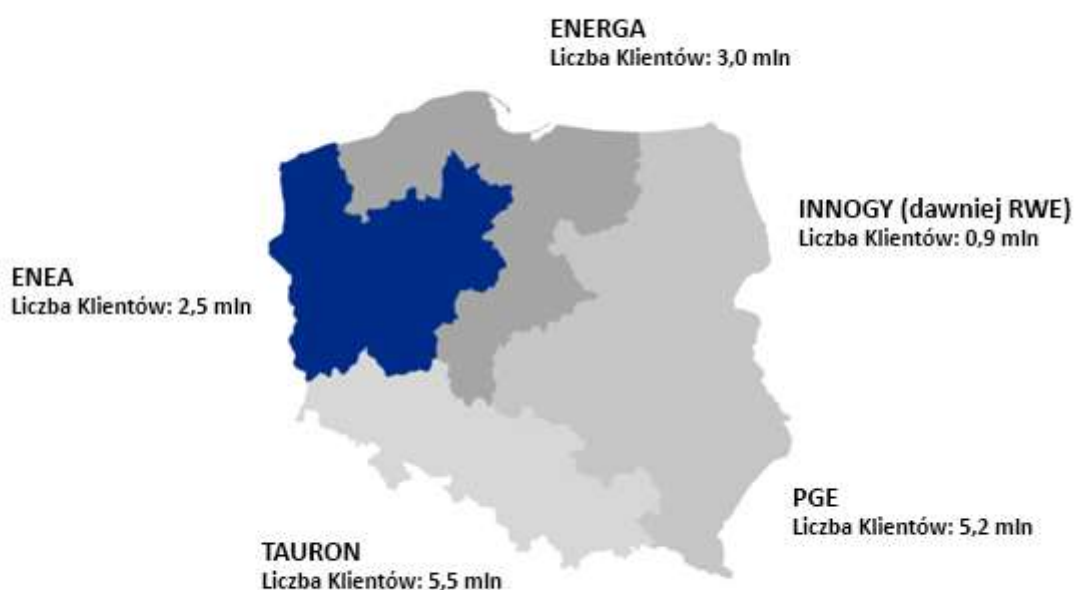 ENERGA
Liczba Klientów: 3,0 mln
INNOGY (dawniej RWE)
Liczba Klientów: 0,9 mln
ENEA
Liczba Klientów: 2,5 mln
PGE
Liczba Klientów: 5,2 mln
TAURON
Liczba Klientów: 5,5 mln